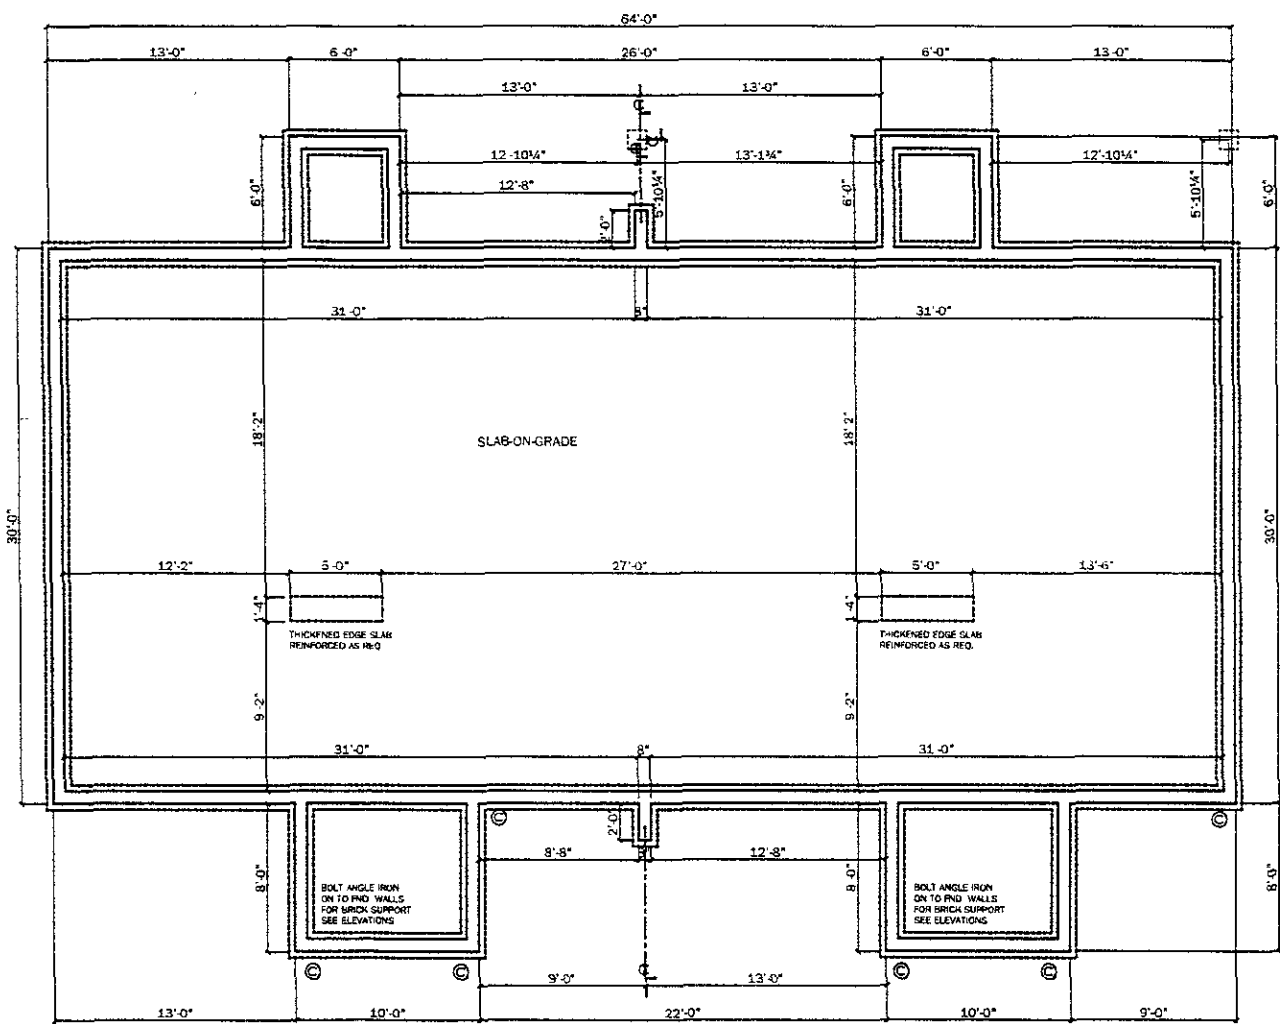 64'-0"
13'-0" 6-0" 26'-0" 6'-0" 13-0"
13'-0" 13'-0"
12-10¼" 13'-1¾" 12'-10¼"
12'-8"
6'-0" 5'-10¼" 6'-0" 5'-10¼" 6'-0"
31-0" 8" 31'-0"
18'-2" 18'-2"
SLAB-ON-GRADE
30'-0" 30'-0"
12'-2" 5-0" 27'-0" 5'-0" 13'-6"
1'-4" 1'-4"
THICKENED EDGE SLAB
REINFORCED AS REQ
THICKENED EDGE SLAB
REINFORCED AS REQ.
9-2" 9-2"
31'-0" 8" 31-0"
2'-0"
© ©
8'-8" 12'-8"
8'-0" 8-0" 8'-0"
BOLT ANGLE IRON
ON TO FND WALLS
FOR BRICK SUPPORT
SEE ELEVATIONS
BOLT ANGLE IRON
ON TO FND WALLS
FOR BRICK SUPPORT
SEE ELEVATIONS
© © © ©
9'-0" 13'-0"
13'-0" 10'-0" 22'-0" 10'-0" 9'-0"